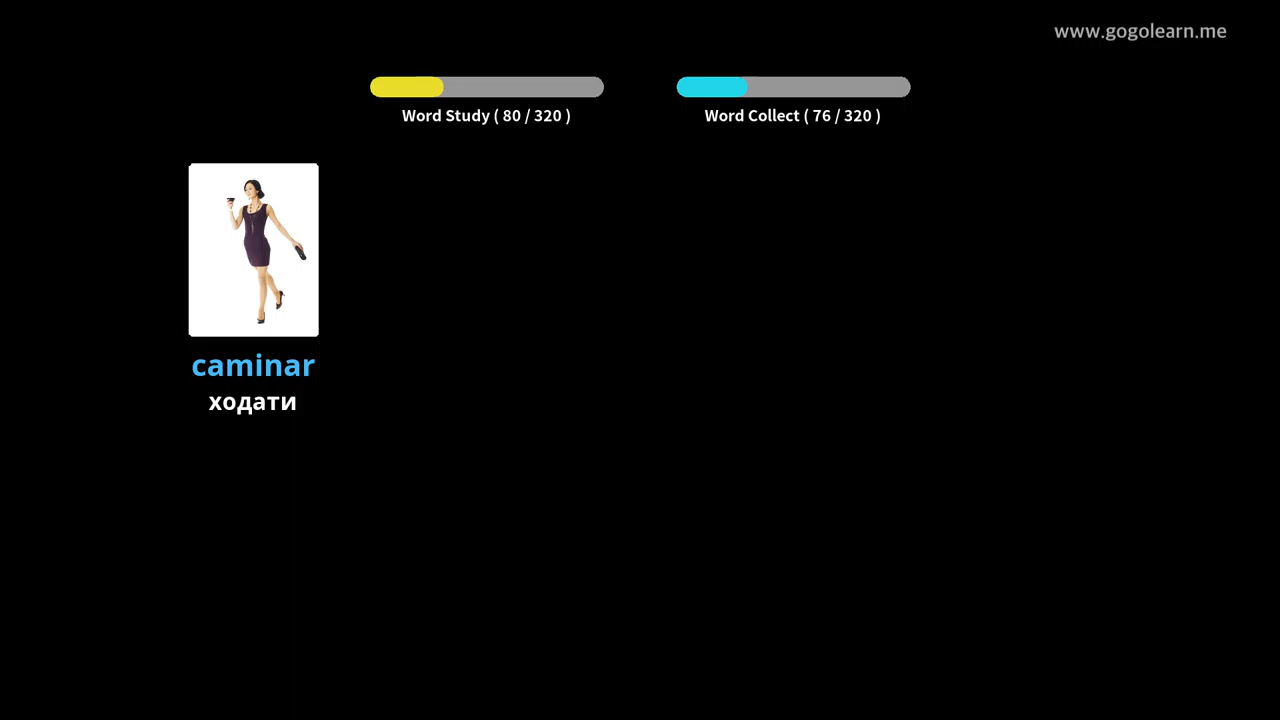 www.gogolearn.me
Word Study ( 80 / 320 )
Word Collect ( 76 / 320 )
caminar
ходати